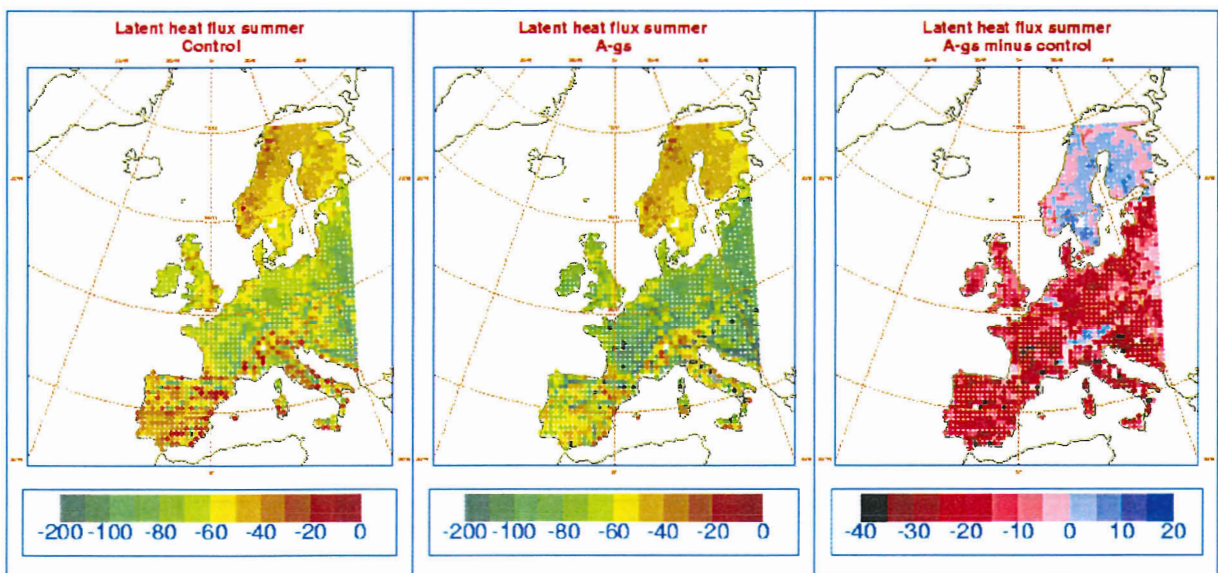 Latent heat flux summer
Control
-200 -100 -80 -60 -40 -20 0
Latent heat flux summer
A-gs
-200 -100 -80 -60 -40 -20 0
Latent heat flux summer
A-gs minus control
-40 -30 -20 -10 0 10 20